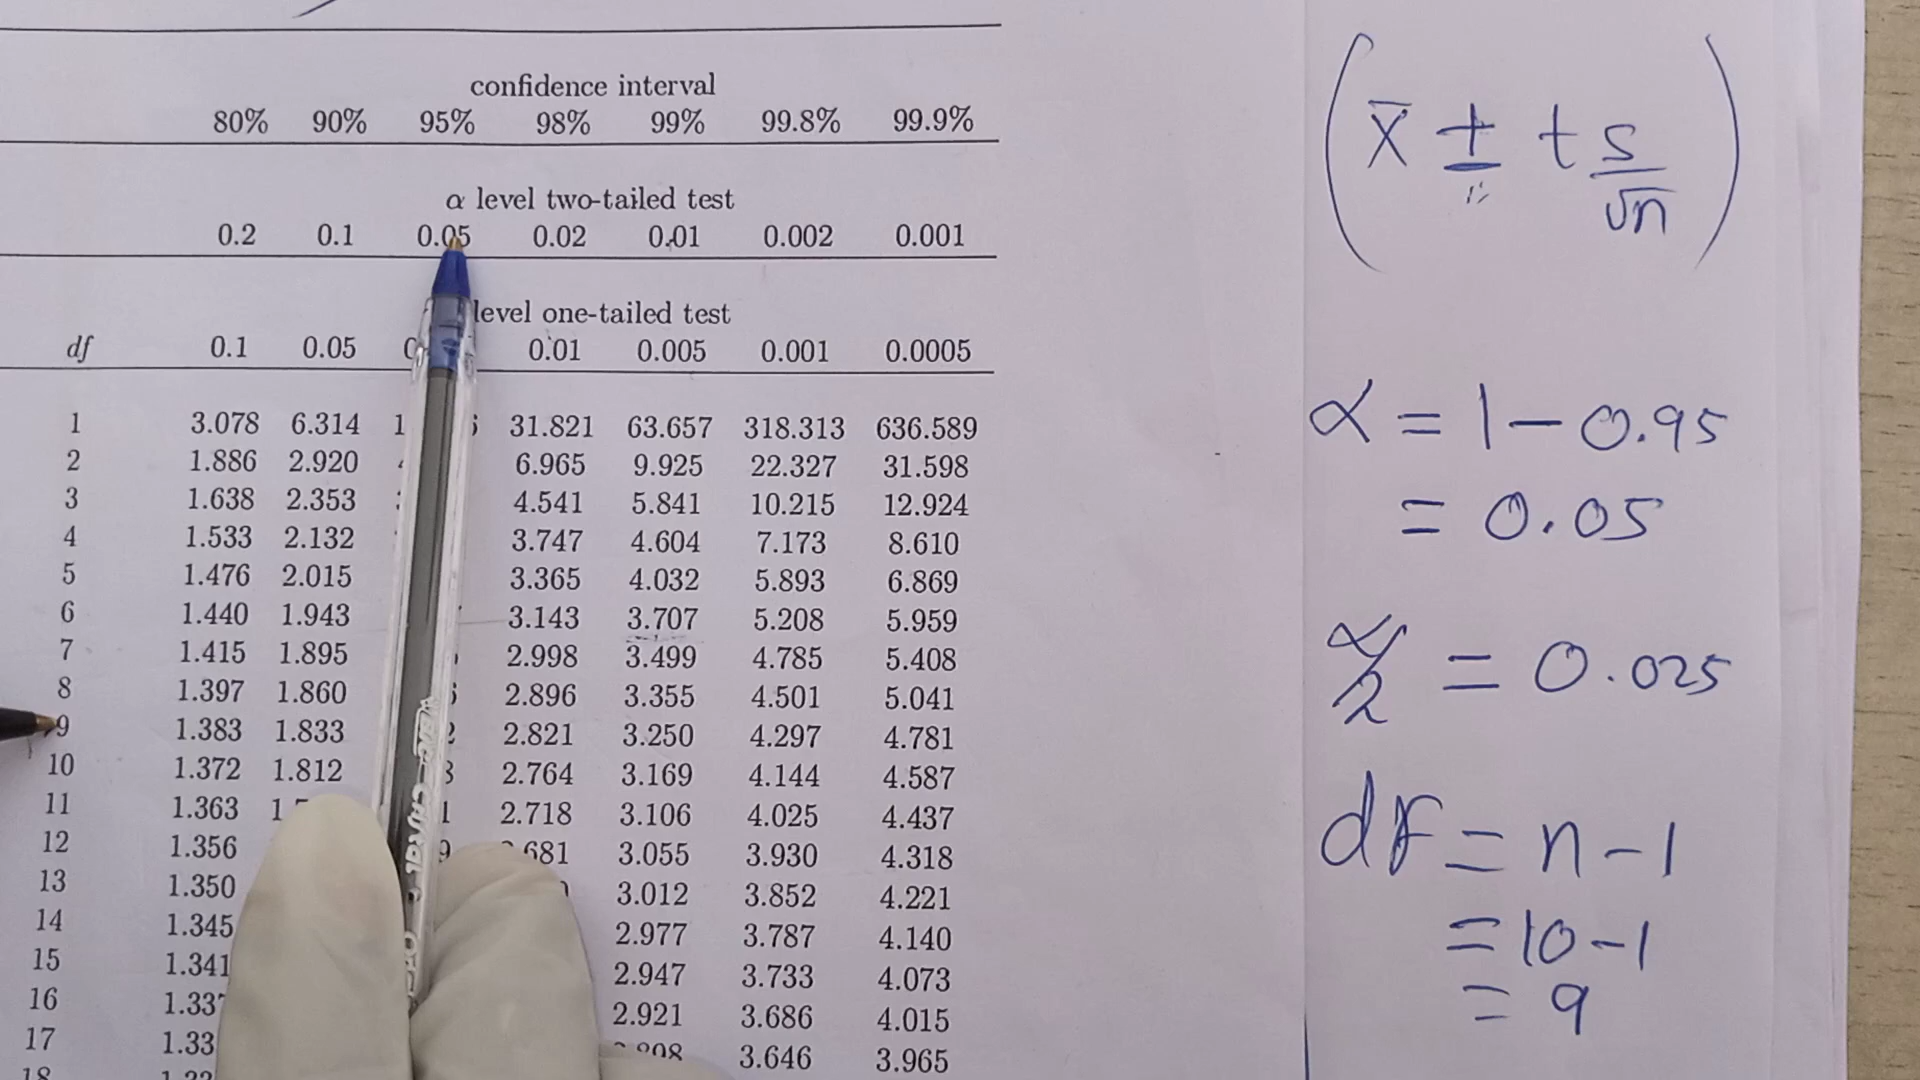 confidence interval
80% 90% 95% 98% 99% 99.8% 99.9%
α level two-tailed test
0.2 0.1 0.05 0.02 0.01 0.002 0.001
level one-tailed test
df 0.1 0.05 0.01 0.005 0.001 0.0005
1 3.078 6.314 31.821 63.657 318.313 636.589
2 1.886 2.920 6.965 9.925 22.327 31.598
3 1.638 2.353 4.541 5.841 10.215 12.924
4 1.533 2.132 3.747 4.604 7.173 8.610
5 1.476 2.015 3.365 4.032 5.893 6.869
6 1.440 1.943 3.143 3.707 5.208 5.959
7 1.415 1.895 2.998 3.499 4.785 5.408
8 1.397 1.860 2.896 3.355 4.501 5.041
9 1.383 1.833 2.821 3.250 4.297 4.781
10 1.372 1.812 2.764 3.169 4.144 4.587
11 1.363 2.718 3.106 4.025 4.437
12 1.356 3.055 3.930 4.318
13 1.350 3.012 3.852 4.221
14 1.345 2.977 3.787 4.140
15 1.341 2.947 3.733 4.073
16 2.921 3.686 4.015
17 3.646 3.965
(x̄ ± t s/√n)
α = 1 - 0.95
= 0.05
α/2 = 0.025
df = n - 1
= 10 - 1
= 9